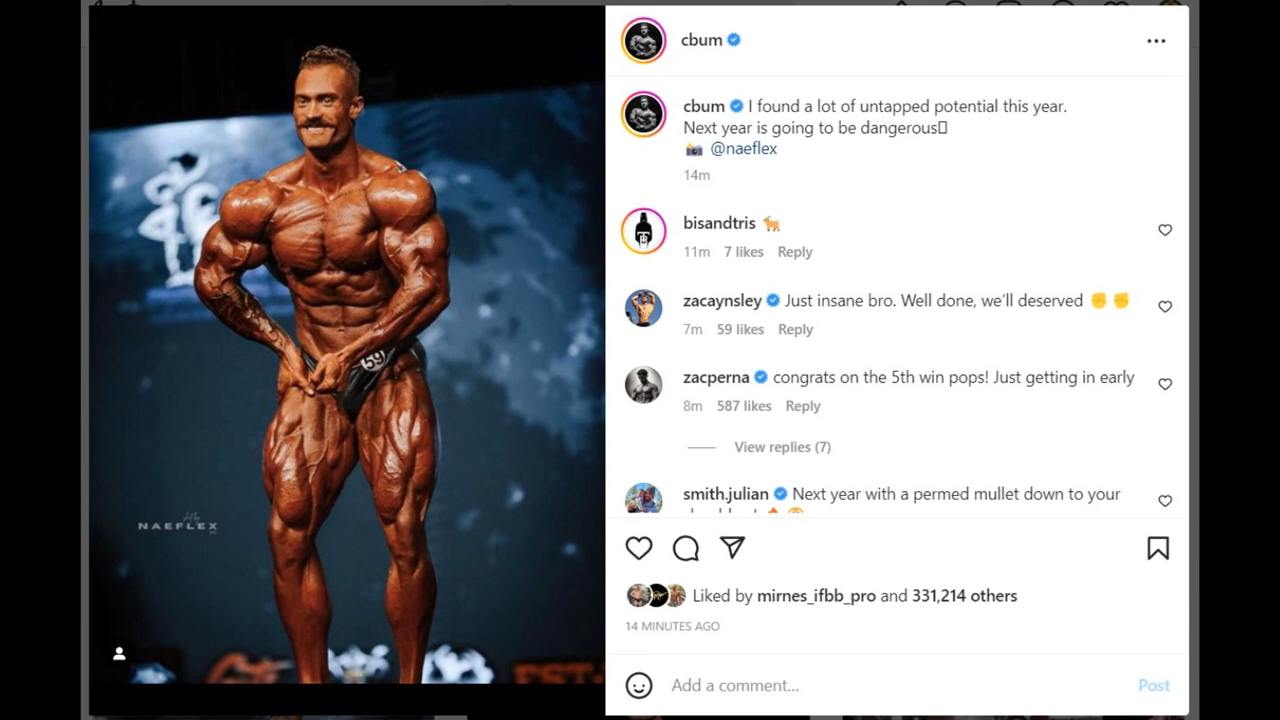 cbum
cbum I found a lot of untapped potential this year.
Next year is going to be dangerous▯
📷 @naeflex
14m
bisandtris 🐐
11m 7 likes Reply
zacaynsley Just insane bro. Well done, we'll deserved ✊ ✊
7m 59 likes Reply
zacperna congrats on the 5th win pops! Just getting in early
8m 587 likes Reply
View replies (7)
smith.julian Next year with a permed mullet down to your
Liked by mirnes_ifbb_pro and 331,214 others
14 MINUTES AGO
Add a comment... Post
59
NAEFLEX